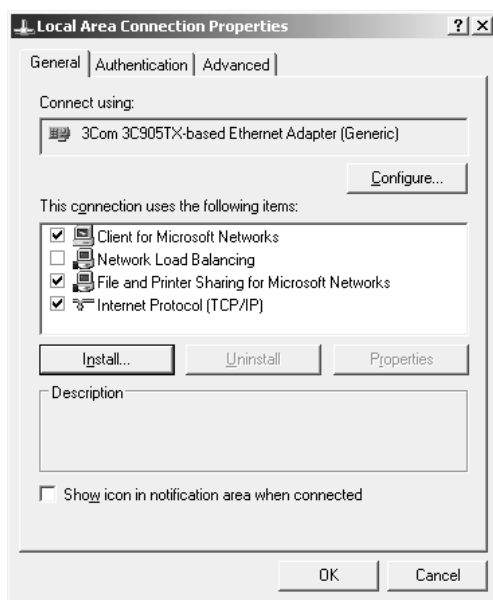 Local Area Connection Properties
General Authentication Advanced
Connect using:
3Com 3C905TX-based Ethernet Adapter (Generic)
Configure...
This connection uses the following items:
Client for Microsoft Networks
Network Load Balancing
File and Printer Sharing for Microsoft Networks
Internet Protocol (TCP/IP)
Install... Uninstall Properties
Description
Show icon in notification area when connected
OK Cancel